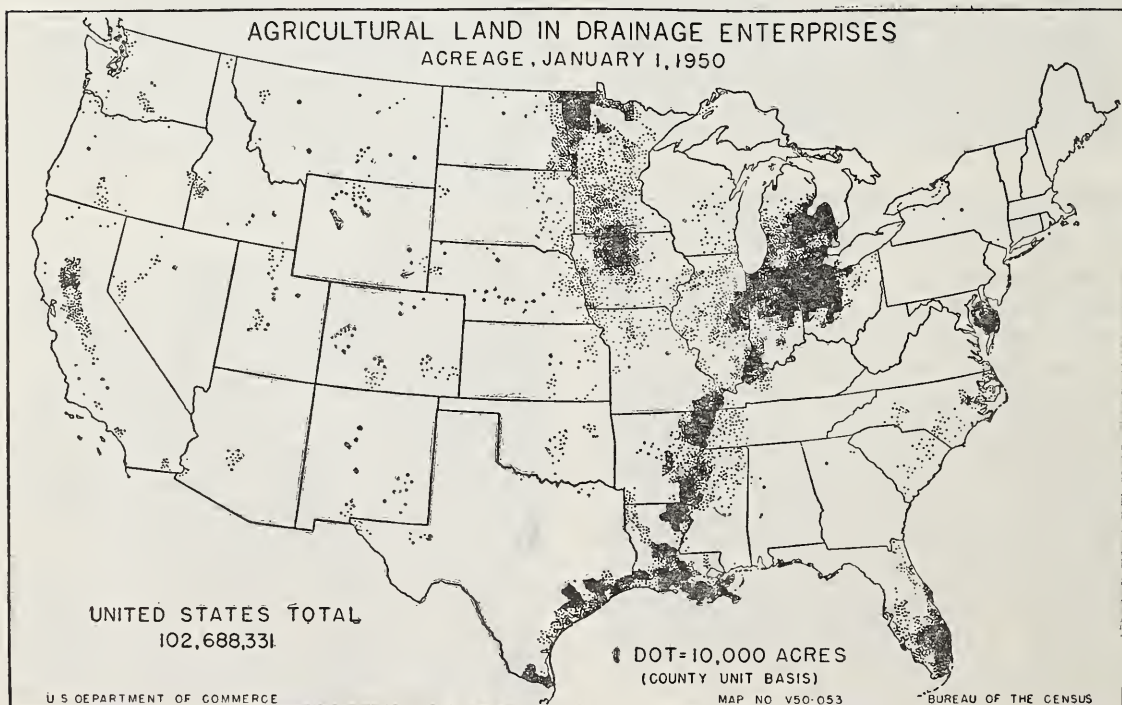 AGRICULTURAL LAND IN DRAINAGE ENTERPRISES
ACREAGE, JANUARY 1, 1950
UNITED STATES TOTAL
102,688,331
1 DOT=10,000 ACRES
(COUNTY UNIT BASIS)
U S DEPARTMENT OF COMMERCE
MAP NO V50-053
BUREAU OF THE CENSUS